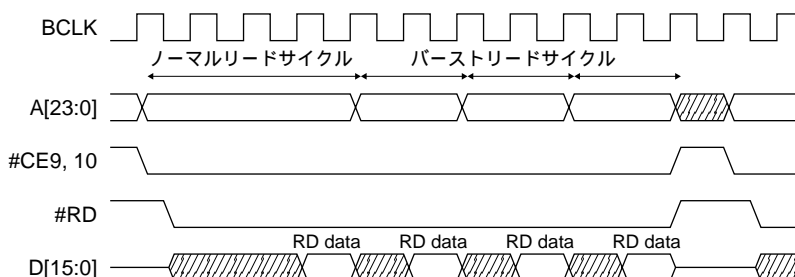 BCLK
ノーマルリードサイクル バーストリードサイクル
A[23:0]
#CE9, 10
#RD
RD data RD data RD data RD data
D[15:0]